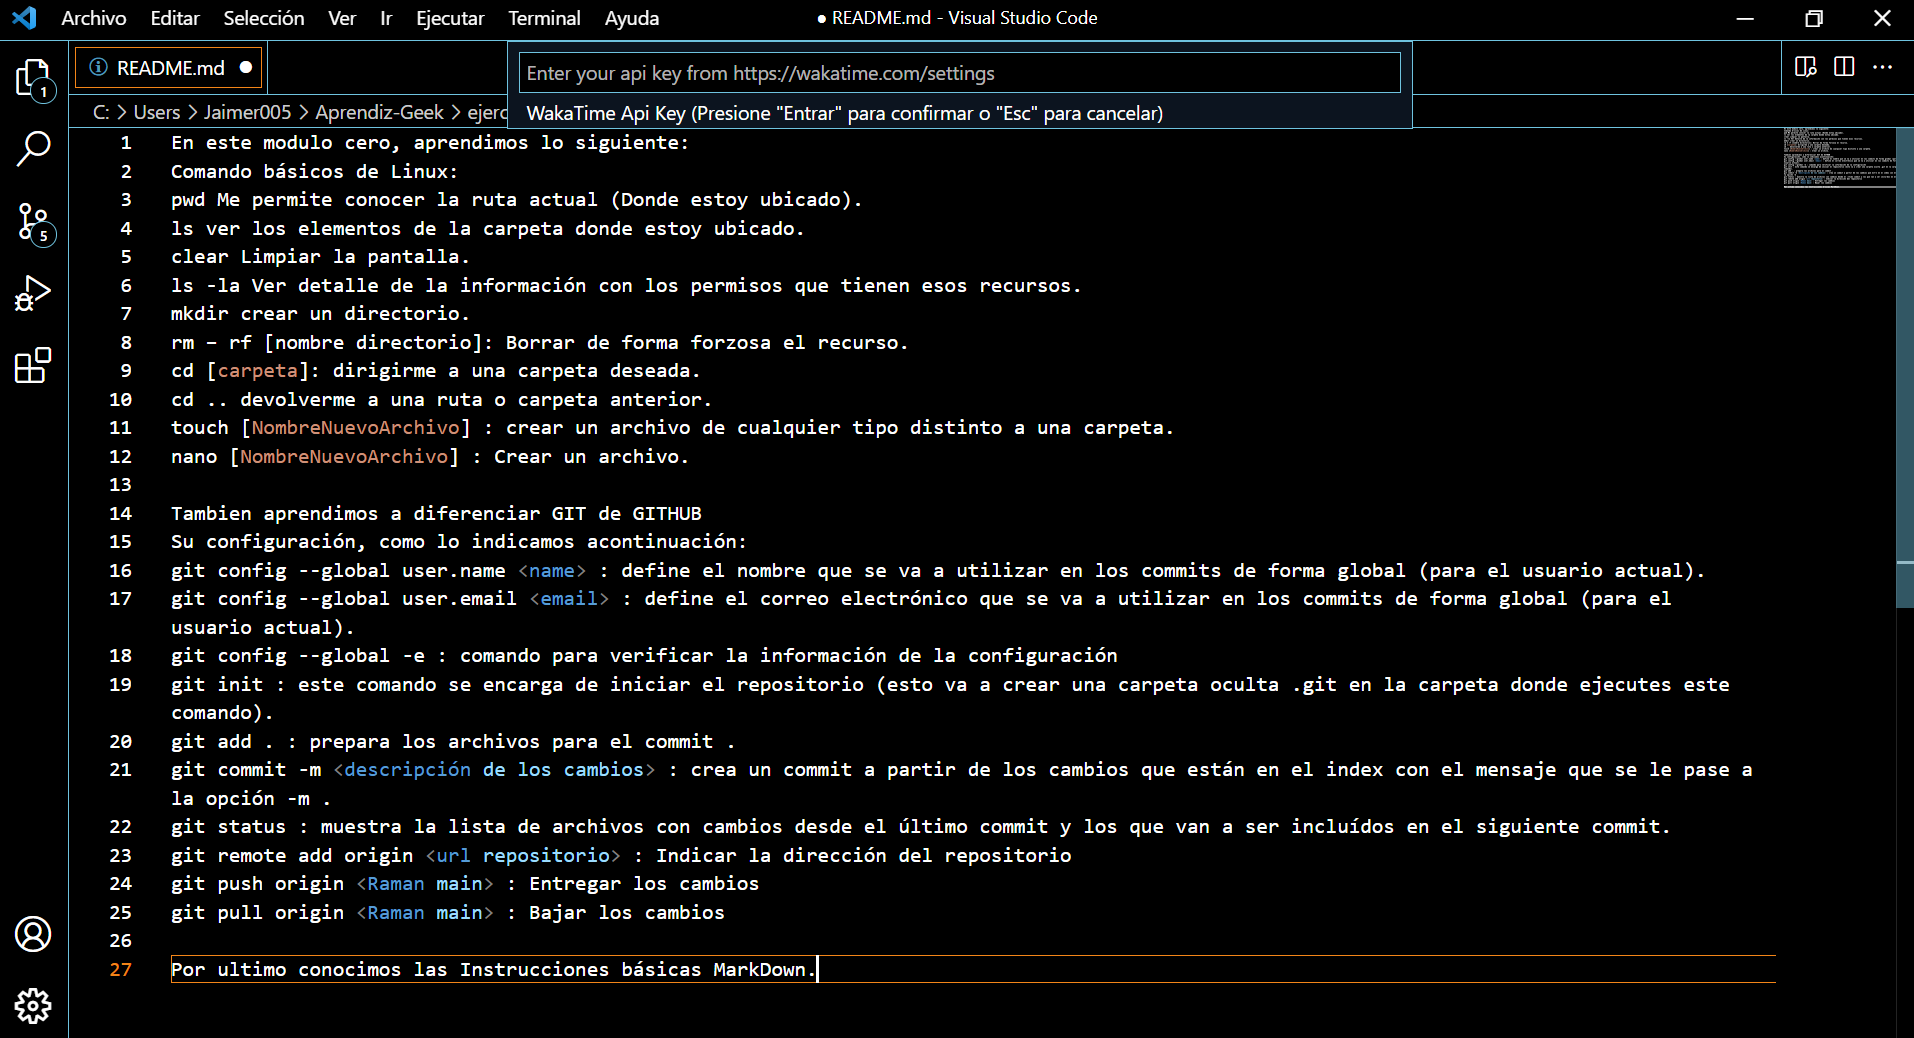 Archivo Editar Selección Ver Ir Ejecutar Terminal Ayuda
● README.md - Visual Studio Code
README.md
Enter your api key from https://wakatime.com/settings
WakaTime Api Key (Presione "Entrar" para confirmar o "Esc" para cancelar)
C: > Users > Jaimer005 > Aprendiz-Geek > ejerc
1
5
1 En este modulo cero, aprendimos lo siguiente:
2 Comando básicos de Linux:
3 pwd Me permite conocer la ruta actual (Donde estoy ubicado).
4 ls ver los elementos de la carpeta donde estoy ubicado.
5 clear Limpiar la pantalla.
6 ls -la Ver detalle de la información con los permisos que tienen esos recursos.
7 mkdir crear un directorio.
8 rm – rf [nombre directorio]: Borrar de forma forzosa el recurso.
9 cd [carpeta]: dirigirme a una carpeta deseada.
10 cd .. devolverme a una ruta o carpeta anterior.
11 touch [NombreNuevoArchivo] : crear un archivo de cualquier tipo distinto a una carpeta.
12 nano [NombreNuevoArchivo] : Crear un archivo.
13
14 Tambien aprendimos a diferenciar GIT de GITHUB
15 Su configuración, como lo indicamos acontinuación:
16 git config --global user.name <name> : define el nombre que se va a utilizar en los commits de forma global (para el usuario actual).
17 git config --global user.email <email> : define el correo electrónico que se va a utilizar en los commits de forma global (para el
usuario actual).
18 git config --global -e : comando para verificar la información de la configuración
19 git init : este comando se encarga de iniciar el repositorio (esto va a crear una carpeta oculta .git en la carpeta donde ejecutes este
comando).
20 git add . : prepara los archivos para el commit .
21 git commit -m <descripción de los cambios> : crea un commit a partir de los cambios que están en el index con el mensaje que se le pase a
la opción -m .
22 git status : muestra la lista de archivos con cambios desde el último commit y los que van a ser incluídos en el siguiente commit.
23 git remote add origin <url repositorio> : Indicar la dirección del repositorio
24 git push origin <Raman main> : Entregar los cambios
25 git pull origin <Raman main> : Bajar los cambios
26
27 Por ultimo conocimos las Instrucciones básicas MarkDown.